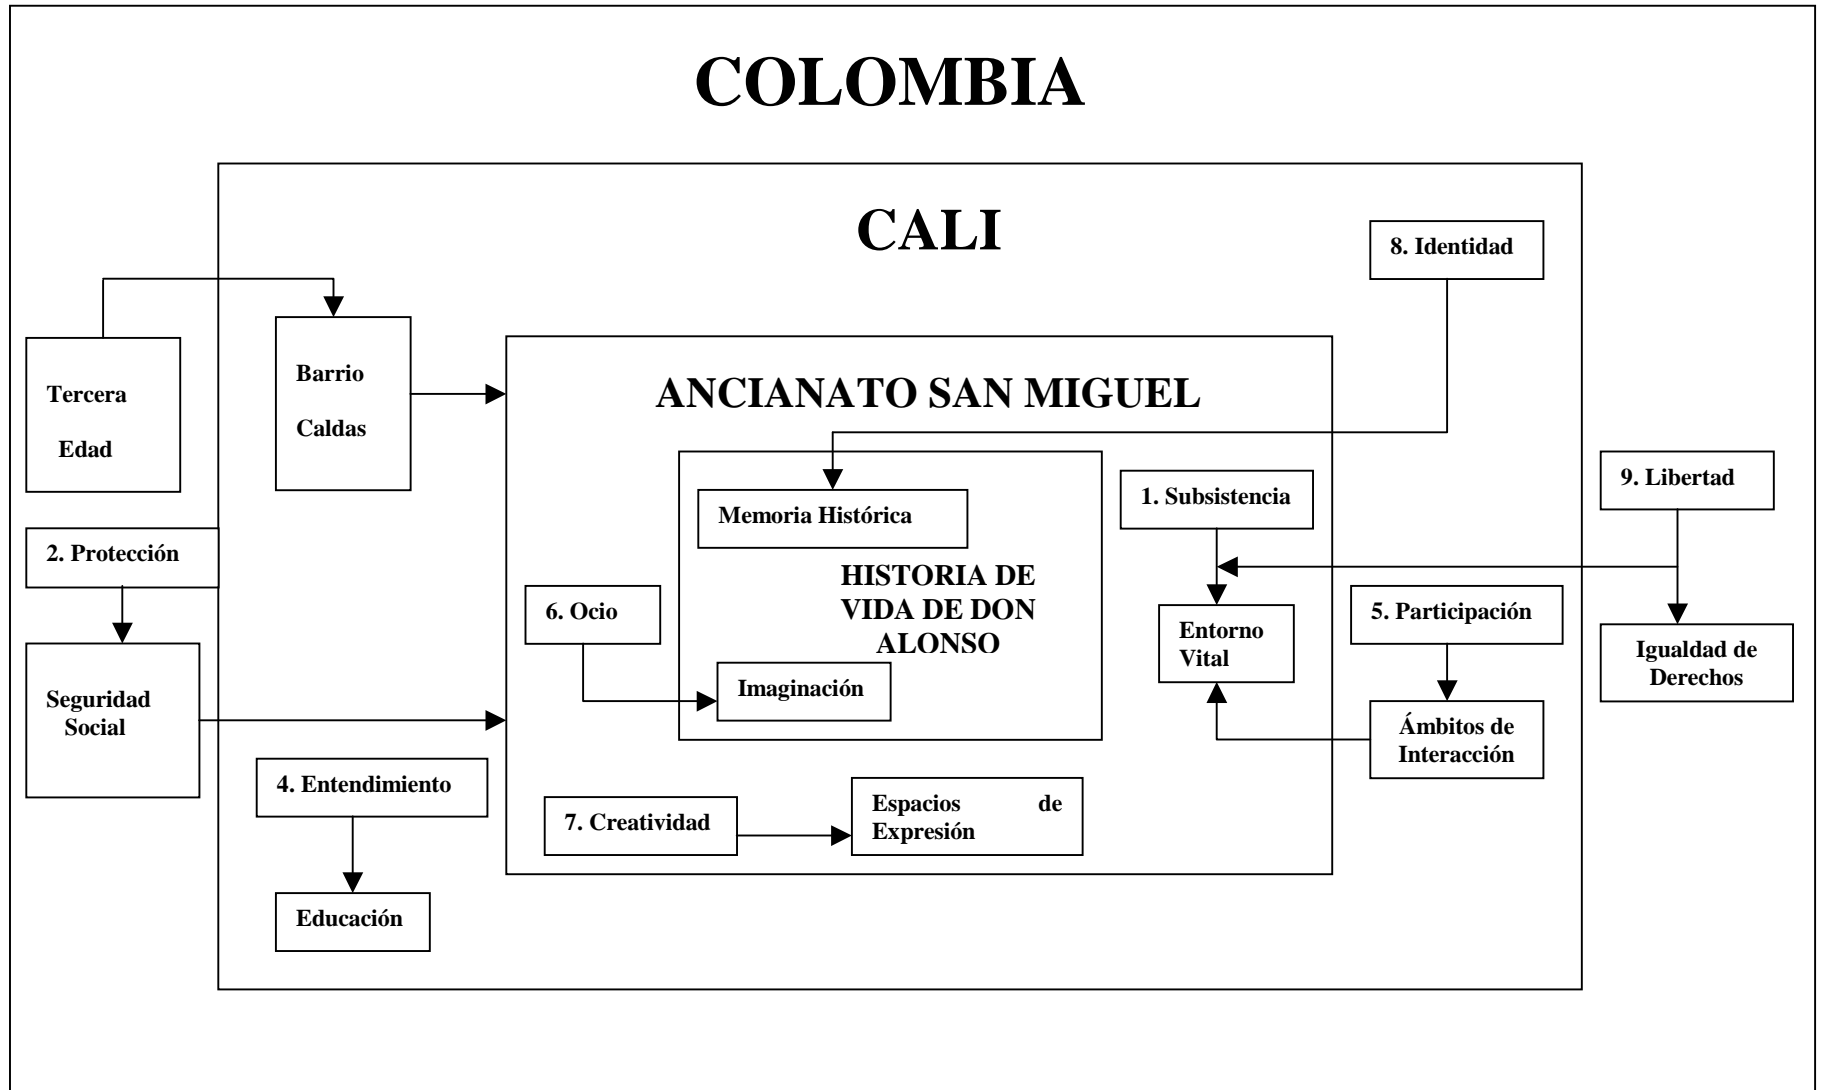 COLOMBIA
CALI
8. Identidad
Tercera
Edad
Barrio
Caldas
ANCIANATO SAN MIGUEL
9. Libertad
1. Subsistencia
Memoria Histórica
2. Protección
HISTORIA DE
VIDA DE DON
ALONSO
6. Ocio
5. Participación
Entorno
Vital
Igualdad de
Derechos
Imaginación
Seguridad
Social
Ámbitos de
Interacción
4. Entendimiento
7. Creatividad
Espacios de
Expresión
Educación